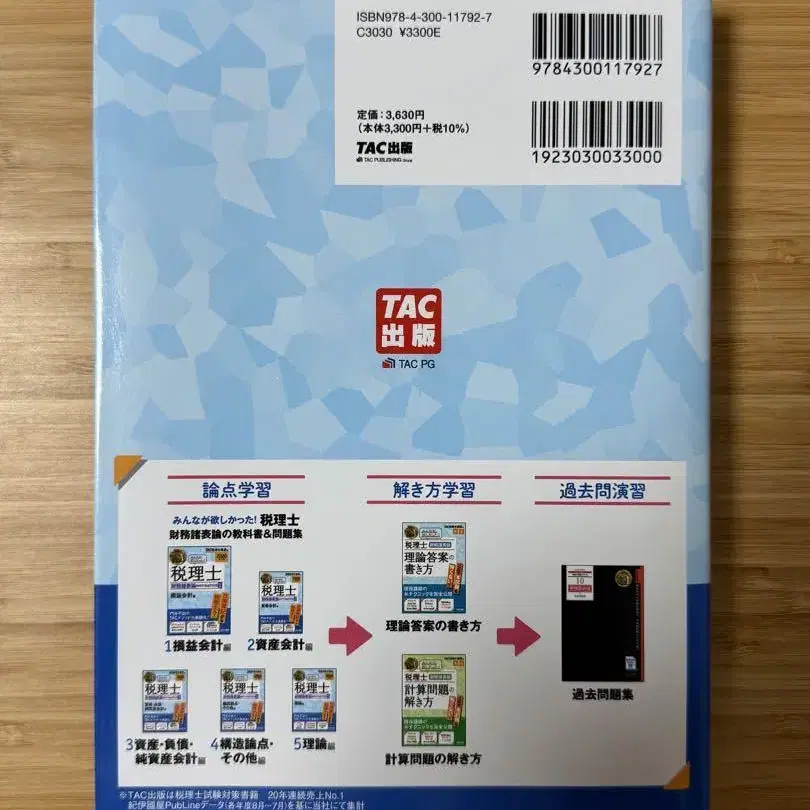 ISBN978-4-300-11792-7
C3030 ¥3300E
9784300117927
定価:3,630円
(本体3,300円+税10%)
TAC出版
TAC PUBLISHING Group
1923030033000
TAC
出版
TAC PG
論点学習
みんなが欲しかった! 税理士
財務諸表論の教科書&問題集
税理士
1損益会計編
税理士
2資産会計編
税理士
3資産・負債・
純資産会計編
税理士
4構造論点・
その他編
税理士
5理論編
解き方学習
税理士
理論答案の
書き方
理論答案の書き方
税理士
計算問題の
解き方
計算問題の解き方
過去問演習
10
過去問題集
※TAC出版は税理士試験対策書籍 20年連続売上No.1
紀伊國屋PubLineデータ(各年度8月~7月)を基に当社にて集計